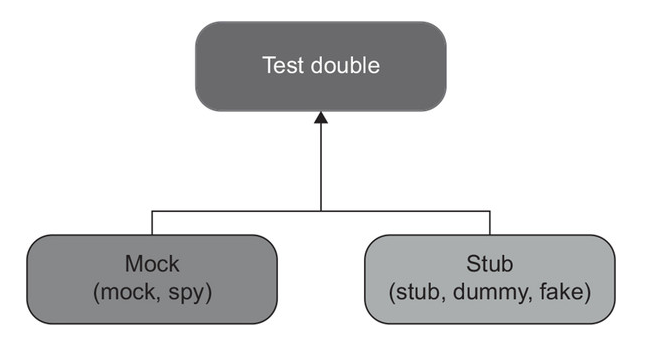 Test double
Mock
(mock, spy)
Stub
(stub, dummy, fake)